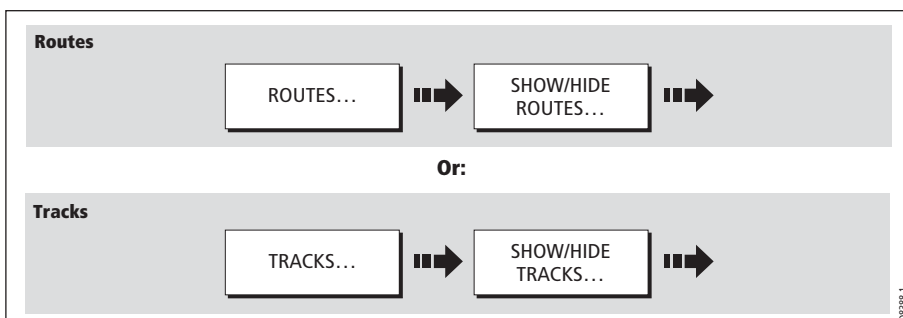 Routes
ROUTES...
SHOW/HIDE
ROUTES...
Or:
Tracks
TRACKS...
SHOW/HIDE
TRACKS...